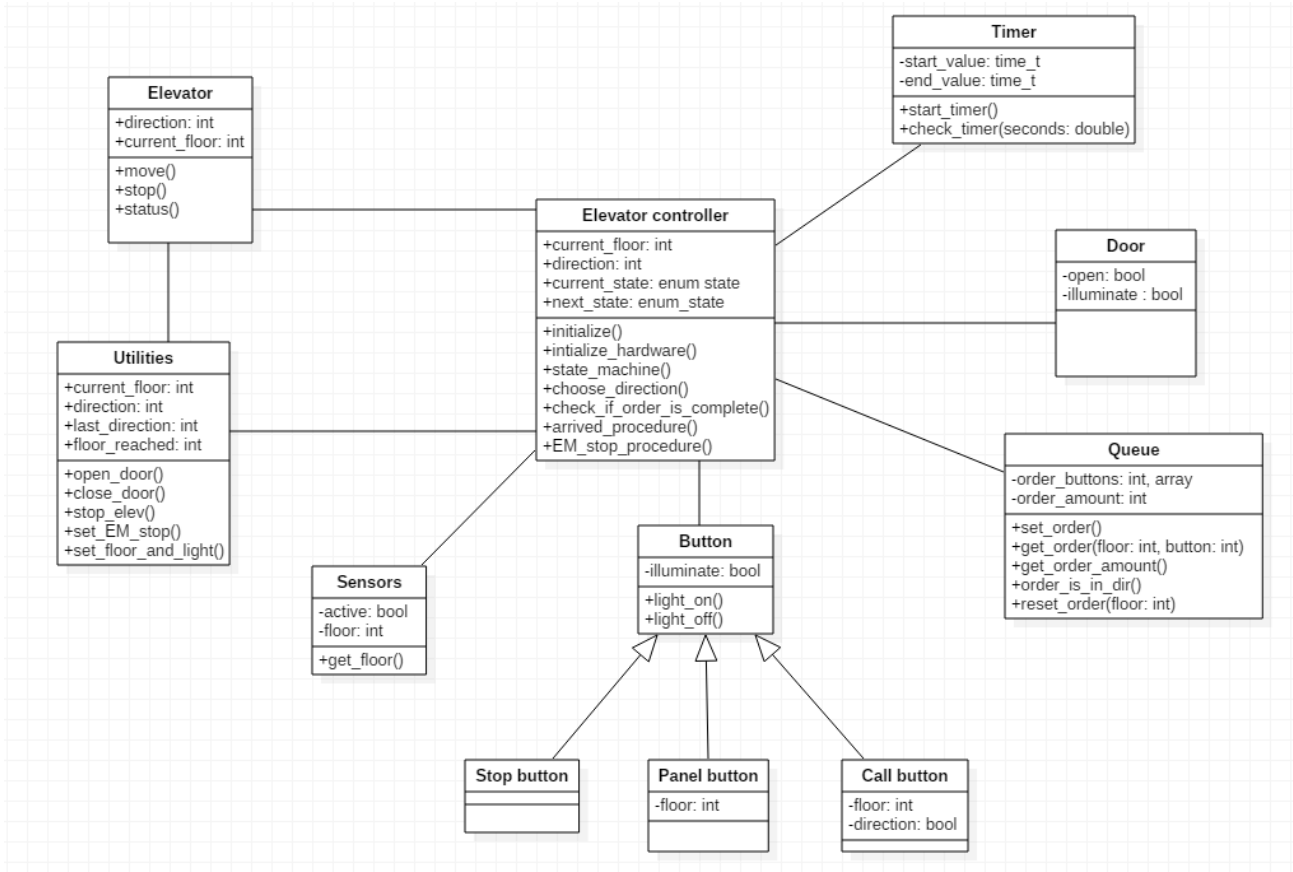 Timer
-start_value: time_t
-end_value: time_t
+start_timer()
+check_timer(seconds: double)
Elevator
+direction: int
+current_floor: int
+move()
+stop()
+status()
Elevator controller
+current_floor: int
+direction: int
+current_state: enum state
+next_state: enum_state
+initialize()
+intialize_hardware()
+state_machine()
+choose_direction()
+check_if_order_is_complete()
+arrived_procedure()
+EM_stop_procedure()
Door
-open: bool
-illuminate : bool
Utilities
+current_floor: int
+direction: int
+last_direction: int
+floor_reached: int
+open_door()
+close_door()
+stop_elev()
+set_EM_stop()
+set_floor_and_light()
Queue
-order_buttons: int, array
-order_amount: int
+set_order()
+get_order(floor: int, button: int)
+get_order_amount()
+order_is_in_dir()
+reset_order(floor: int)
Button
-illuminate: bool
+light_on()
+light_off()
Sensors
-active: bool
-floor: int
+get_floor()
Stop button
Panel button
-floor: int
Call button
-floor: int
-direction: bool